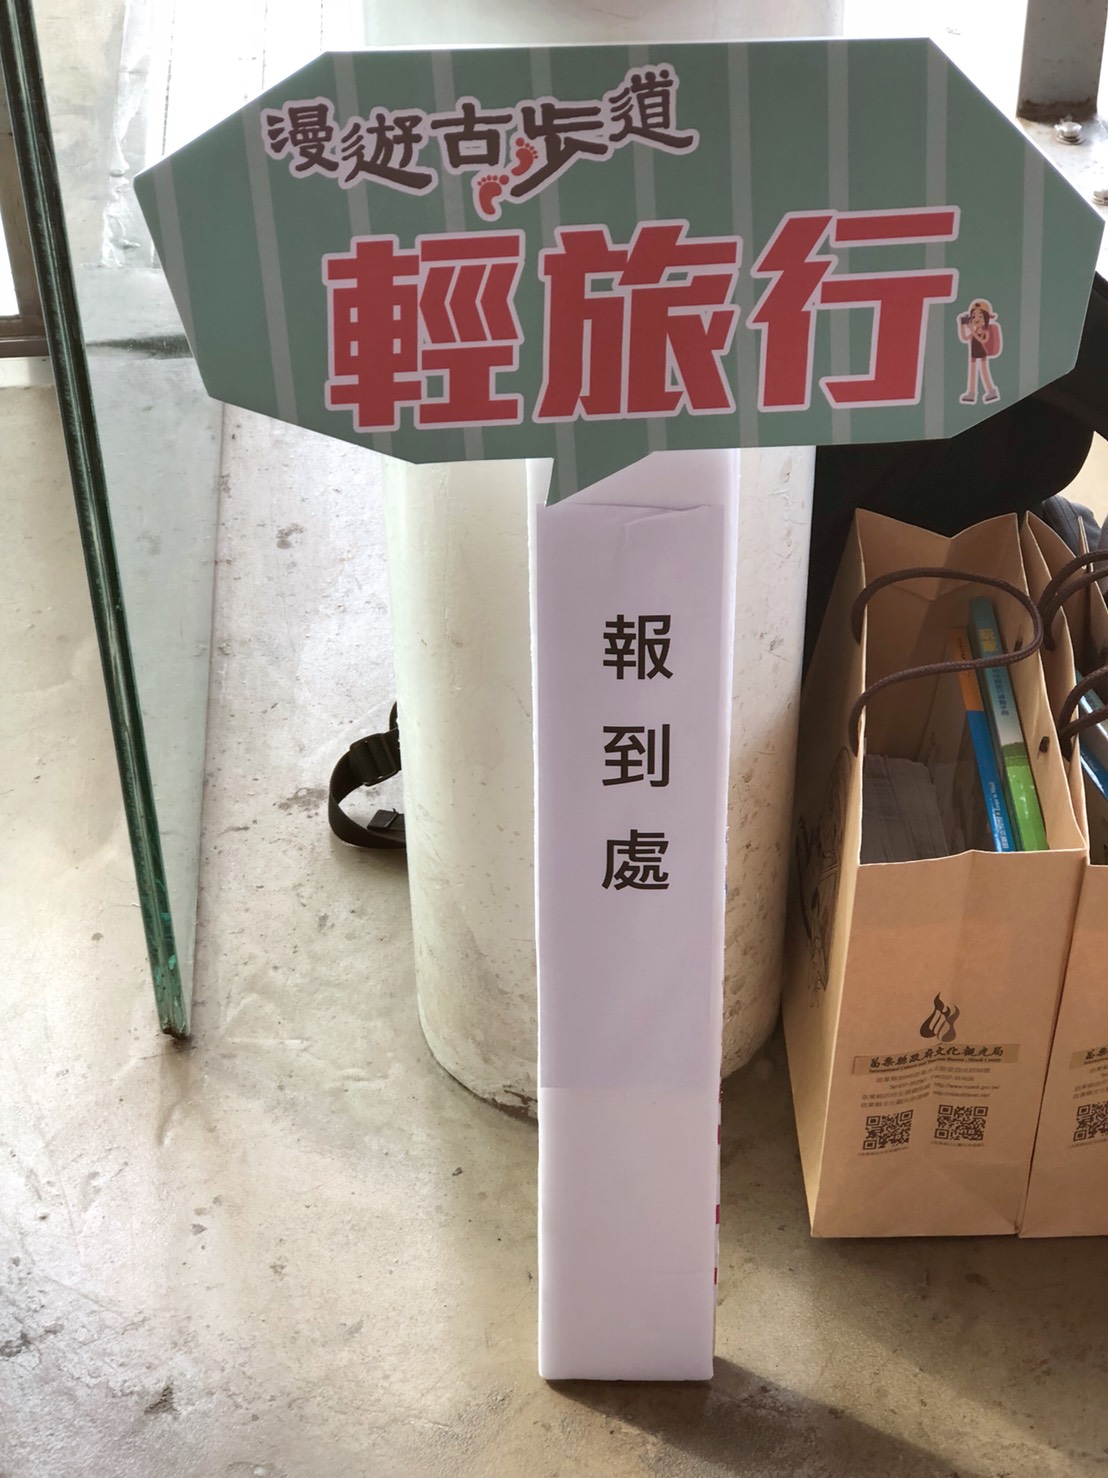 漫遊古步道
輕旅行
報到處
苗栗縣政府文化觀光局